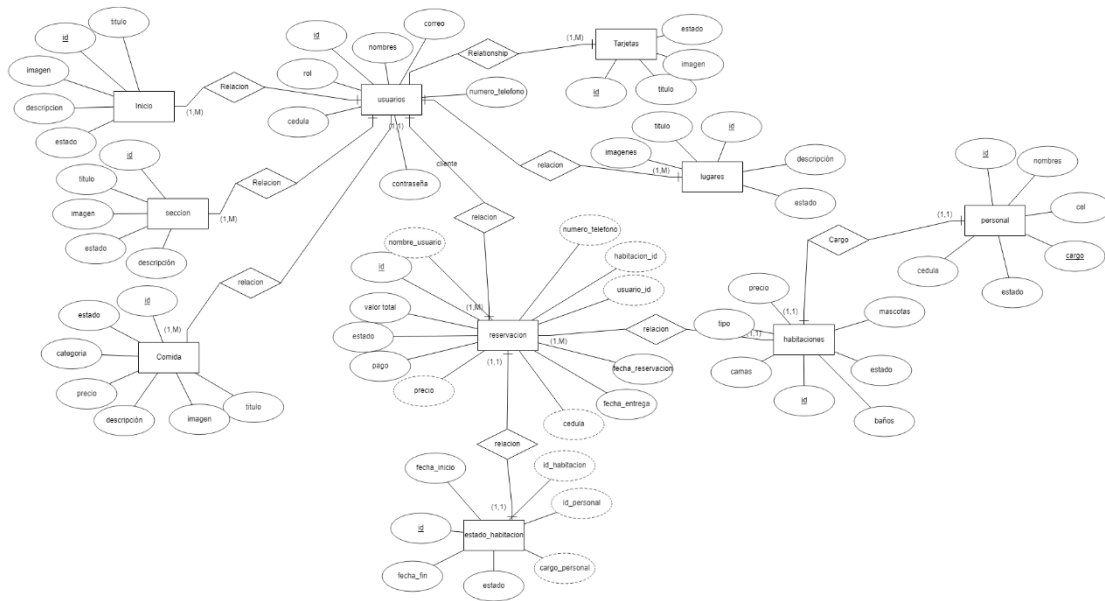 titulo
id
imagen
descripcion
estado
Inicio
Relacion
(1,M)
id
nombres
correo
rol
usuarios
numero_telefono
cedula
(1,1)
contraseña
cliente
Relationship
(1,M)
Tarjetas
estado
imagen
titulo
id
id
titulo
imagen
estado
descripción
seccion
Relacion
(1,M)
titulo
id
imagenes
descripción
estado
lugares
relacion
(1,M)
id
nombres
cel
cargo
estado
cedula
personal
(1,1)
Cargo
(1,1)
id
estado
categoria
precio
descripción
imagen
titulo
Comida
relacion
(1,M)
relacion
(1,M)
nombre_usuario
id
valor total
estado
pago
precio
numero_telefono
habitacion_id
usuario_id
fecha_reservacion
fecha_entrega
cedula
reservacion
(1,M)
relacion
(1,1)
precio
tipo
camas
id
mascotas
estado
baños
habitaciones
(1,1)
relacion
(1,1)
fecha_inicio
id
fecha_fin
estado
id_habitacion
id_personal
cargo_personal
estado_habitacion